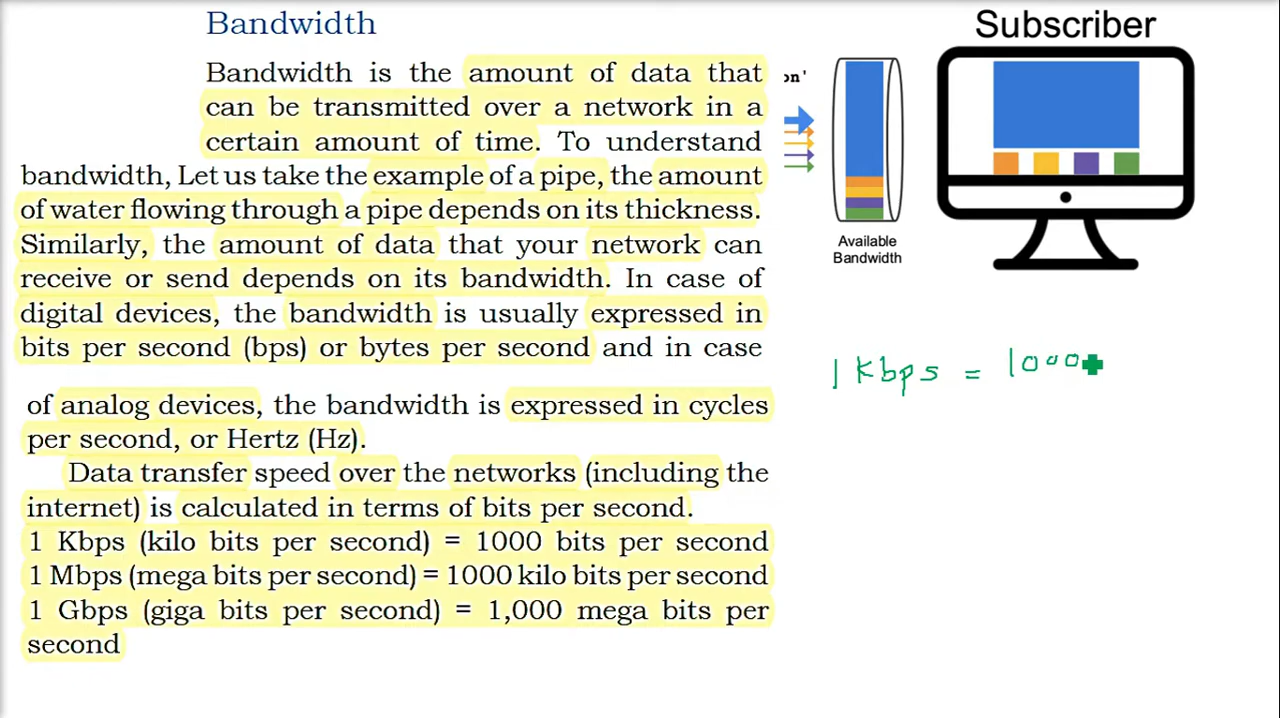 Bandwidth
Bandwidth is the amount of data that
can be transmitted over a network in a
certain amount of time. To understand
bandwidth, Let us take the example of a pipe, the amount
of water flowing through a pipe depends on its thickness.
Similarly, the amount of data that your network can
receive or send depends on its bandwidth. In case of
digital devices, the bandwidth is usually expressed in
bits per second (bps) or bytes per second and in case
of analog devices, the bandwidth is expressed in cycles
per second, or Hertz (Hz).
Data transfer speed over the networks (including the
internet) is calculated in terms of bits per second.
1 Kbps (kilo bits per second) = 1000 bits per second
1 Mbps (mega bits per second) = 1000 kilo bits per second
1 Gbps (giga bits per second) = 1,000 mega bits per
second
Subscriber
on'
Available
Bandwidth
1 Kbps = 1000